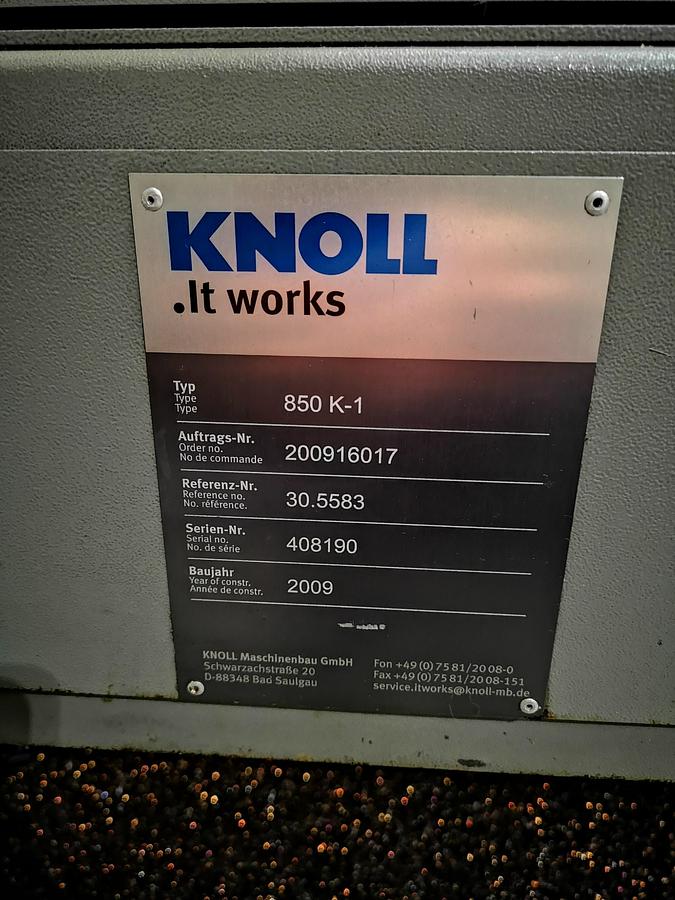 KNOLL
.It works
Typ
Type
Type
850 K-1
Auftrags-Nr.
Order no.
No de commande
200916017
Referenz-Nr.
Reference no.
No. référence.
30.5583
Serien-Nr.
Serial no.
No. de série
408190
Baujahr
Year of constr.
Année de constr.
2009
KNOLL Maschinenbau GmbH
Schwarzachstraße 20
D-88348 Bad Saulgau
Fon +49 (0) 75 81/20 08-0
Fax +49 (0) 75 81/20 08-151
service.itworks@knoll-mb.de